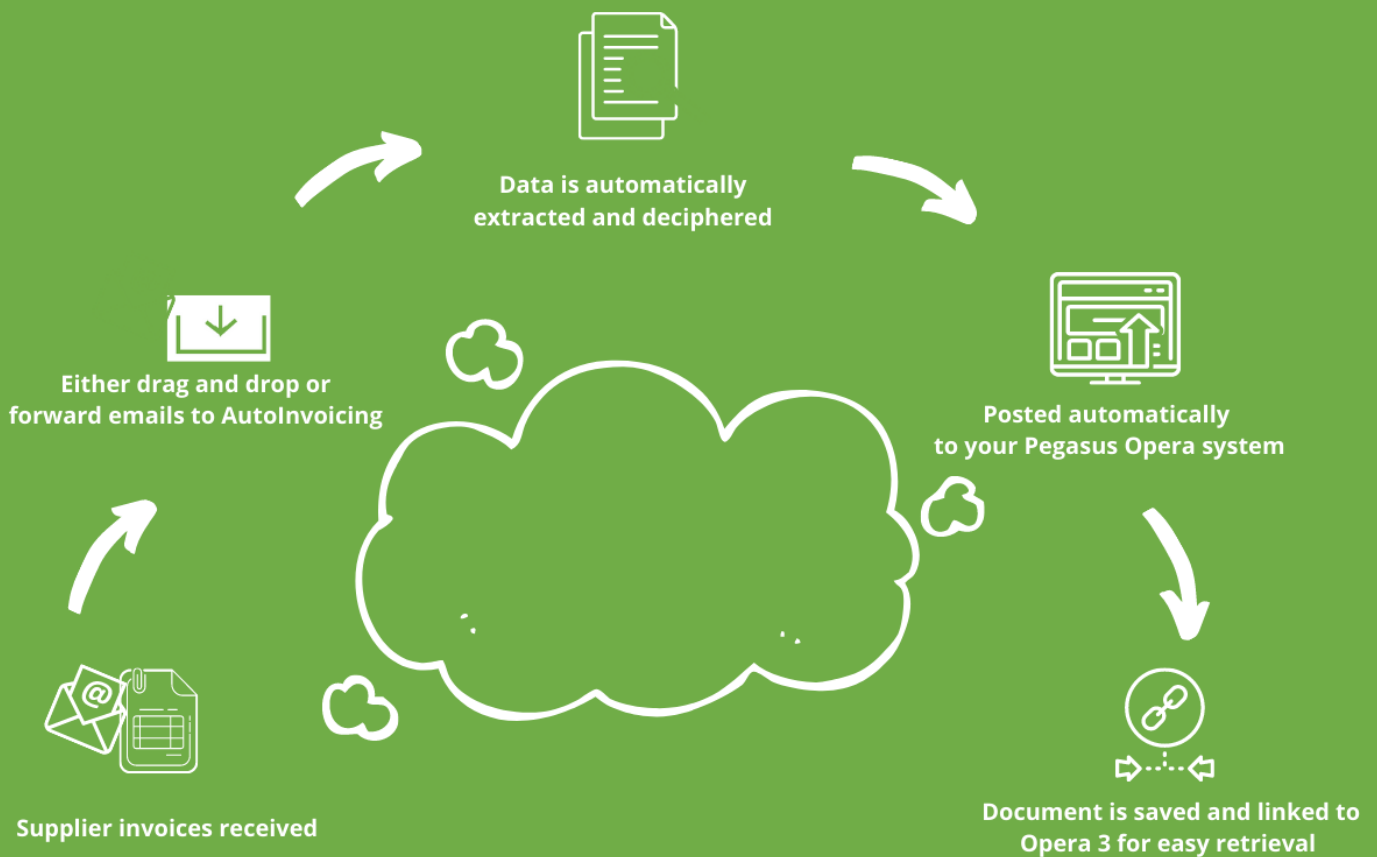 Data is automatically
extracted and deciphered
Either drag and drop or
forward emails to AutoInvoicing
Posted automatically
to your Pegasus Opera system
@
Supplier invoices received
Document is saved and linked to
Opera 3 for easy retrieval